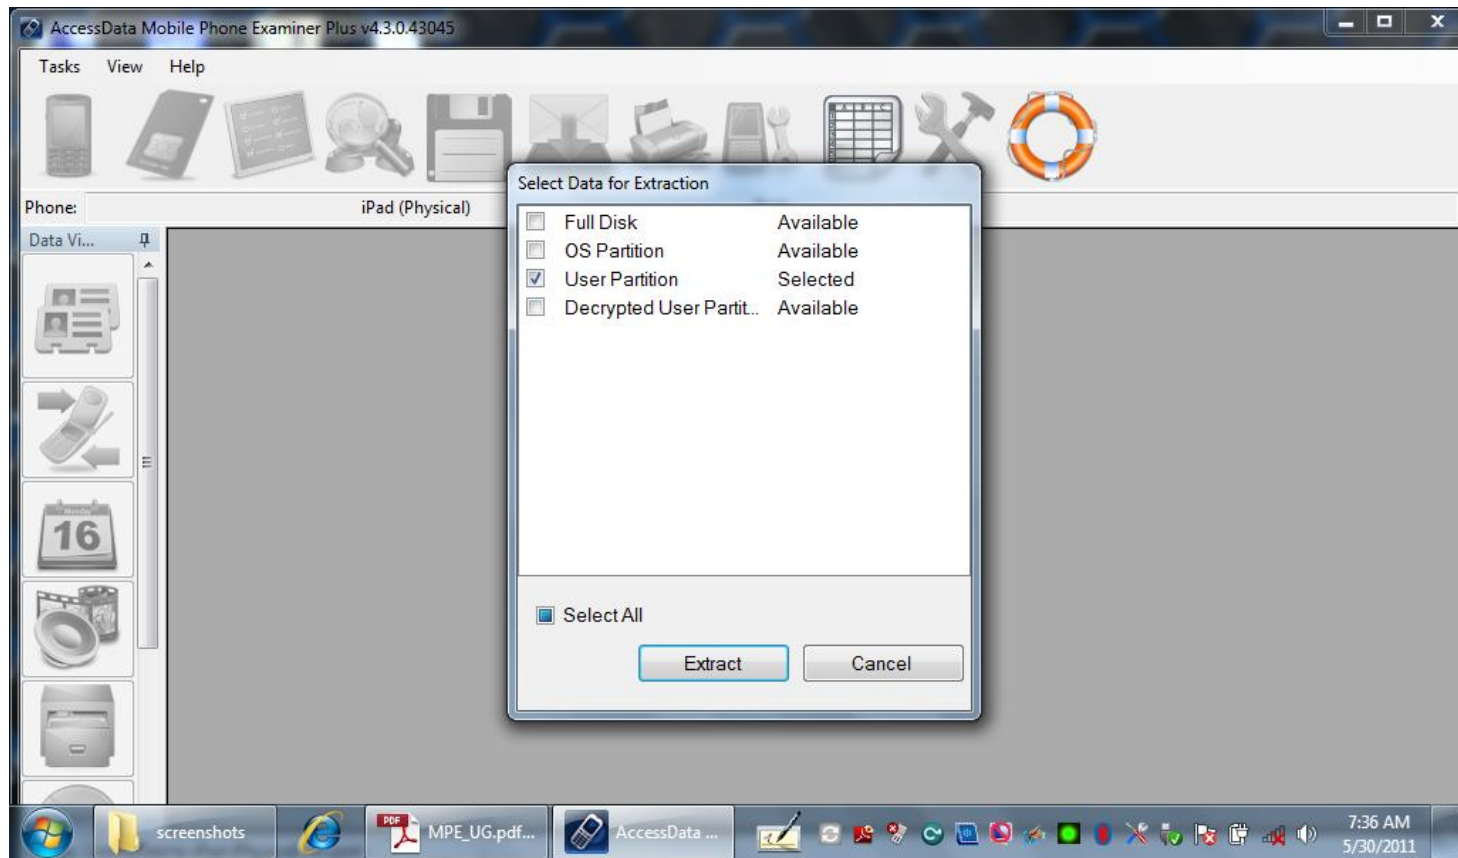 AccessData Mobile Phone Examiner Plus v4.3.0.43045
Tasks View Help
Phone: iPad (Physical)
Data Vi...
16
Select Data for Extraction
Full Disk Available
OS Partition Available
User Partition Selected
Decrypted User Partit... Available
Select All
Extract Cancel
screenshots
PDF
MPE_UG.pdf...
AccessData ...
7:36 AM
5/30/2011